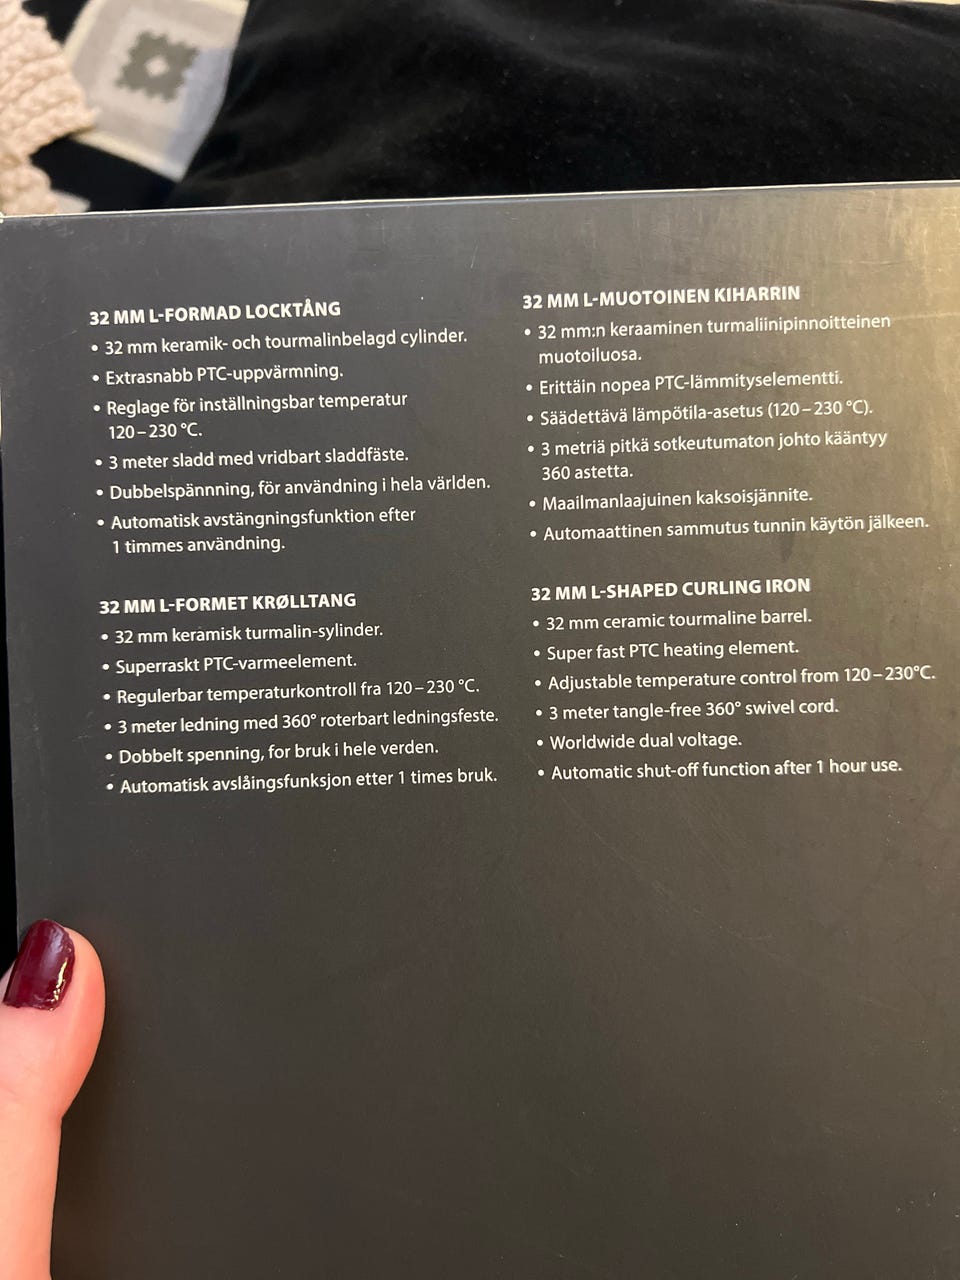 32 MM L-FORMAD LOCKTÅNG
• 32 mm keramik- och tourmalinbelagd cylinder.
• Extrasnabb PTC-uppvärmning.
• Reglage för inställningsbar temperatur
120–230 °C.
• 3 meter sladd med vridbart sladdfäste.
• Dubbelspännning, för användning i hela världen.
• Automatisk avstängningsfunktion efter
1 timmes användning.
32 MM L-FORMET KRØLLTANG
• 32 mm keramisk turmalin-sylinder.
• Superraskt PTC-varmeelement.
• Regulerbar temperaturkontroll fra 120–230 °C.
• 3 meter ledning med 360° roterbart ledningsfeste.
• Dobbelt spenning, for bruk i hele verden.
• Automatisk avslåingsfunksjon etter 1 times bruk.
32 MM L-MUOTOINEN KIHARRIN
• 32 mm:n keraaminen turmaliinipinnoitteinen
muotoiluosa.
• Erittäin nopea PTC-lämmityselementti.
• Säädettävä lämpötila-asetus (120–230 °C).
• 3 metriä pitkä sotkeutumaton johto kääntyy
360 astetta.
• Maailmanlaajuinen kaksoisjännite.
• Automaattinen sammutus tunnin käytön jälkeen.
32 MM L-SHAPED CURLING IRON
• 32 mm ceramic tourmaline barrel.
• Super fast PTC heating element.
• Adjustable temperature control from 120–230°C.
• 3 meter tangle-free 360° swivel cord.
• Worldwide dual voltage.
• Automatic shut-off function after 1 hour use.